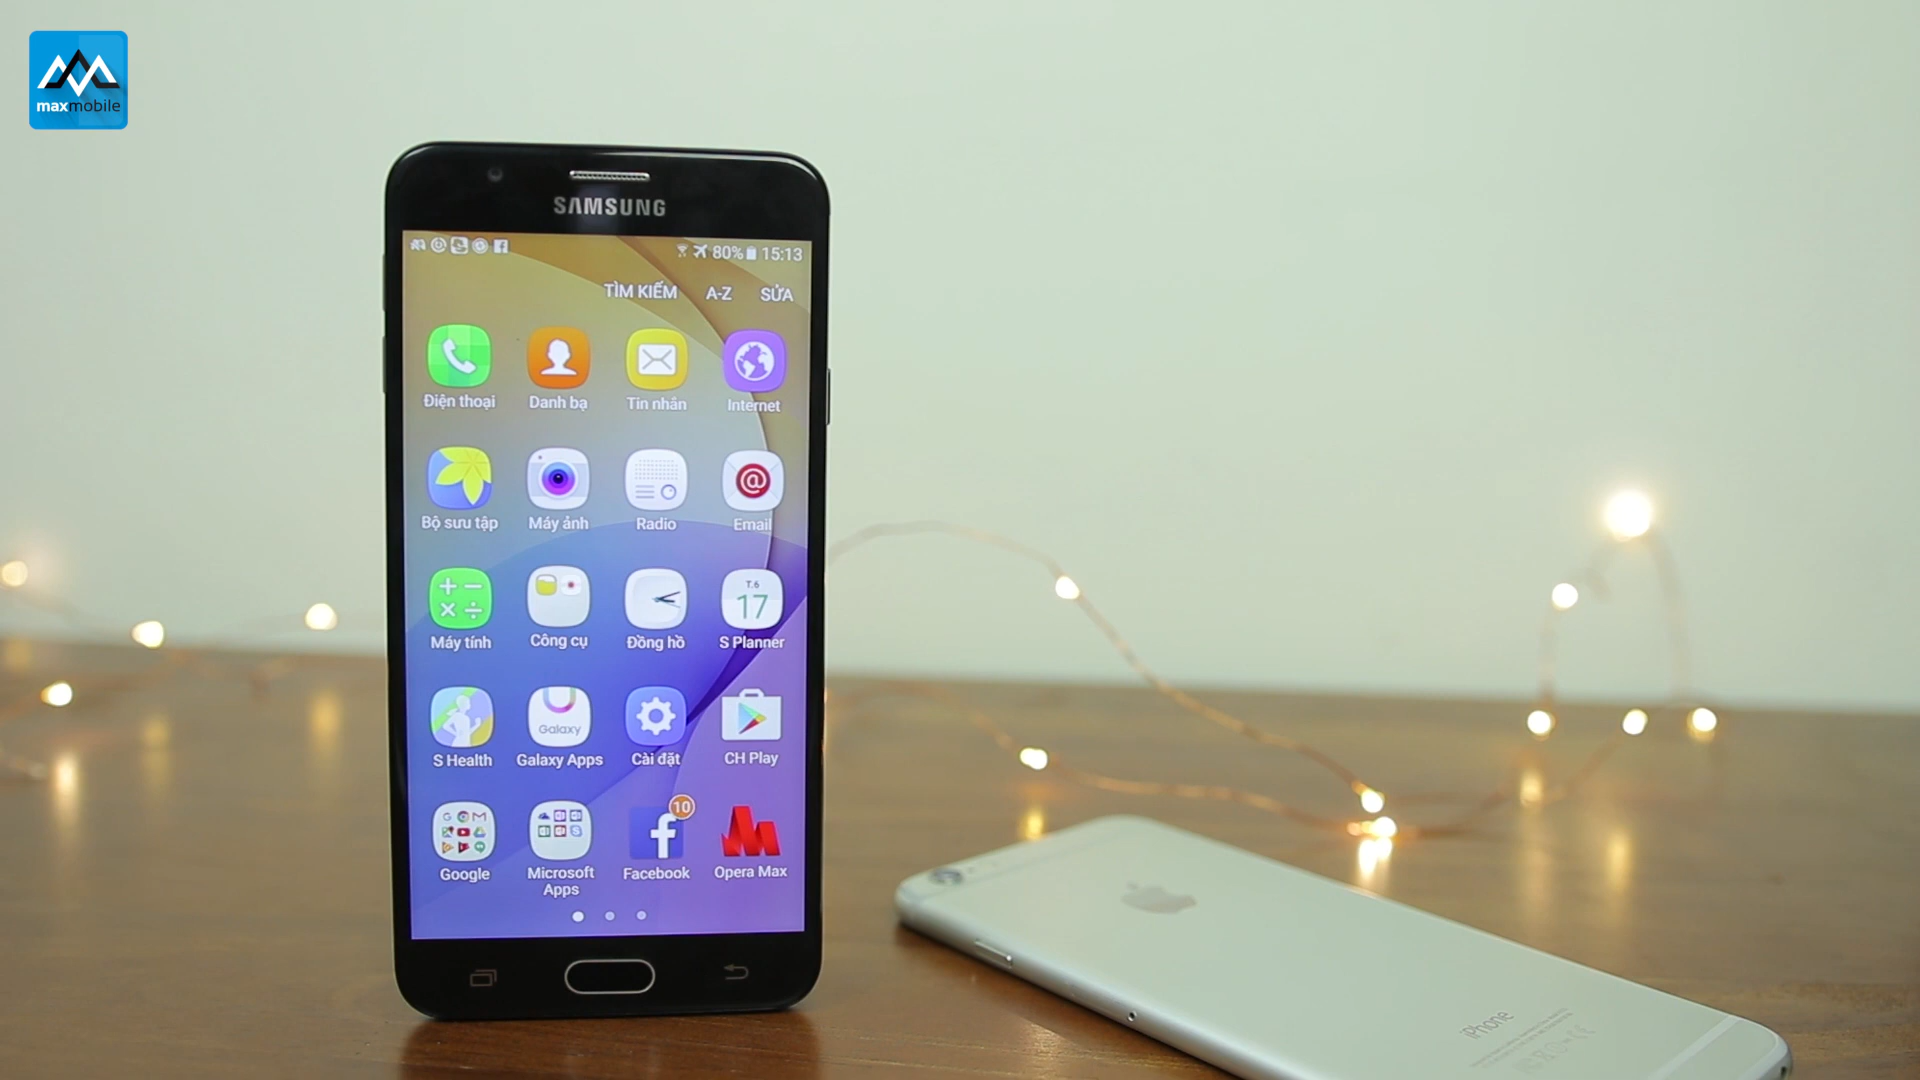 maxmobile
SAMSUNG
80% 15:13
TÌM KIẾM A-Z SỬA
Điện thoại Danh bạ Tin nhắn Internet
Bộ sưu tập Máy ảnh Radio Email
T.6
17
Máy tính Công cụ Đồng hồ S Planner
Galaxy
S Health Galaxy Apps Cài đặt CH Play
10
Google Microsoft Apps Facebook Opera Max
iPhone